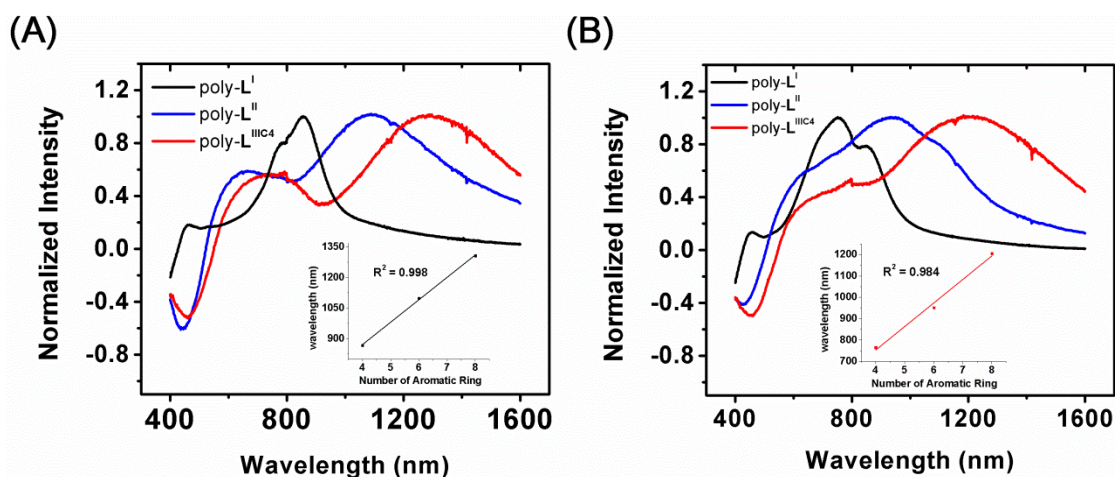 (A)
poly-L^I
poly-L^II
poly-L^IIIC4
Normalized Intensity
1.2
0.8
0.4
0.0
-0.4
-0.8
400
800
1200
1600
Wavelength (nm)
R² = 0.998
wavelength (nm)
1350
1200
1050
900
4 5 6 7 8
Number of Aromatic Ring
(B)
poly-L^I
poly-L^II
poly-L^IIIC4
Normalized Intensity
1.2
0.8
0.4
0.0
-0.4
-0.8
400
800
1200
1600
Wavelength (nm)
R² = 0.984
wavelength (nm)
1200
1100
1000
900
800
700
4 5 6 7 8
Number of Aromatic Ring